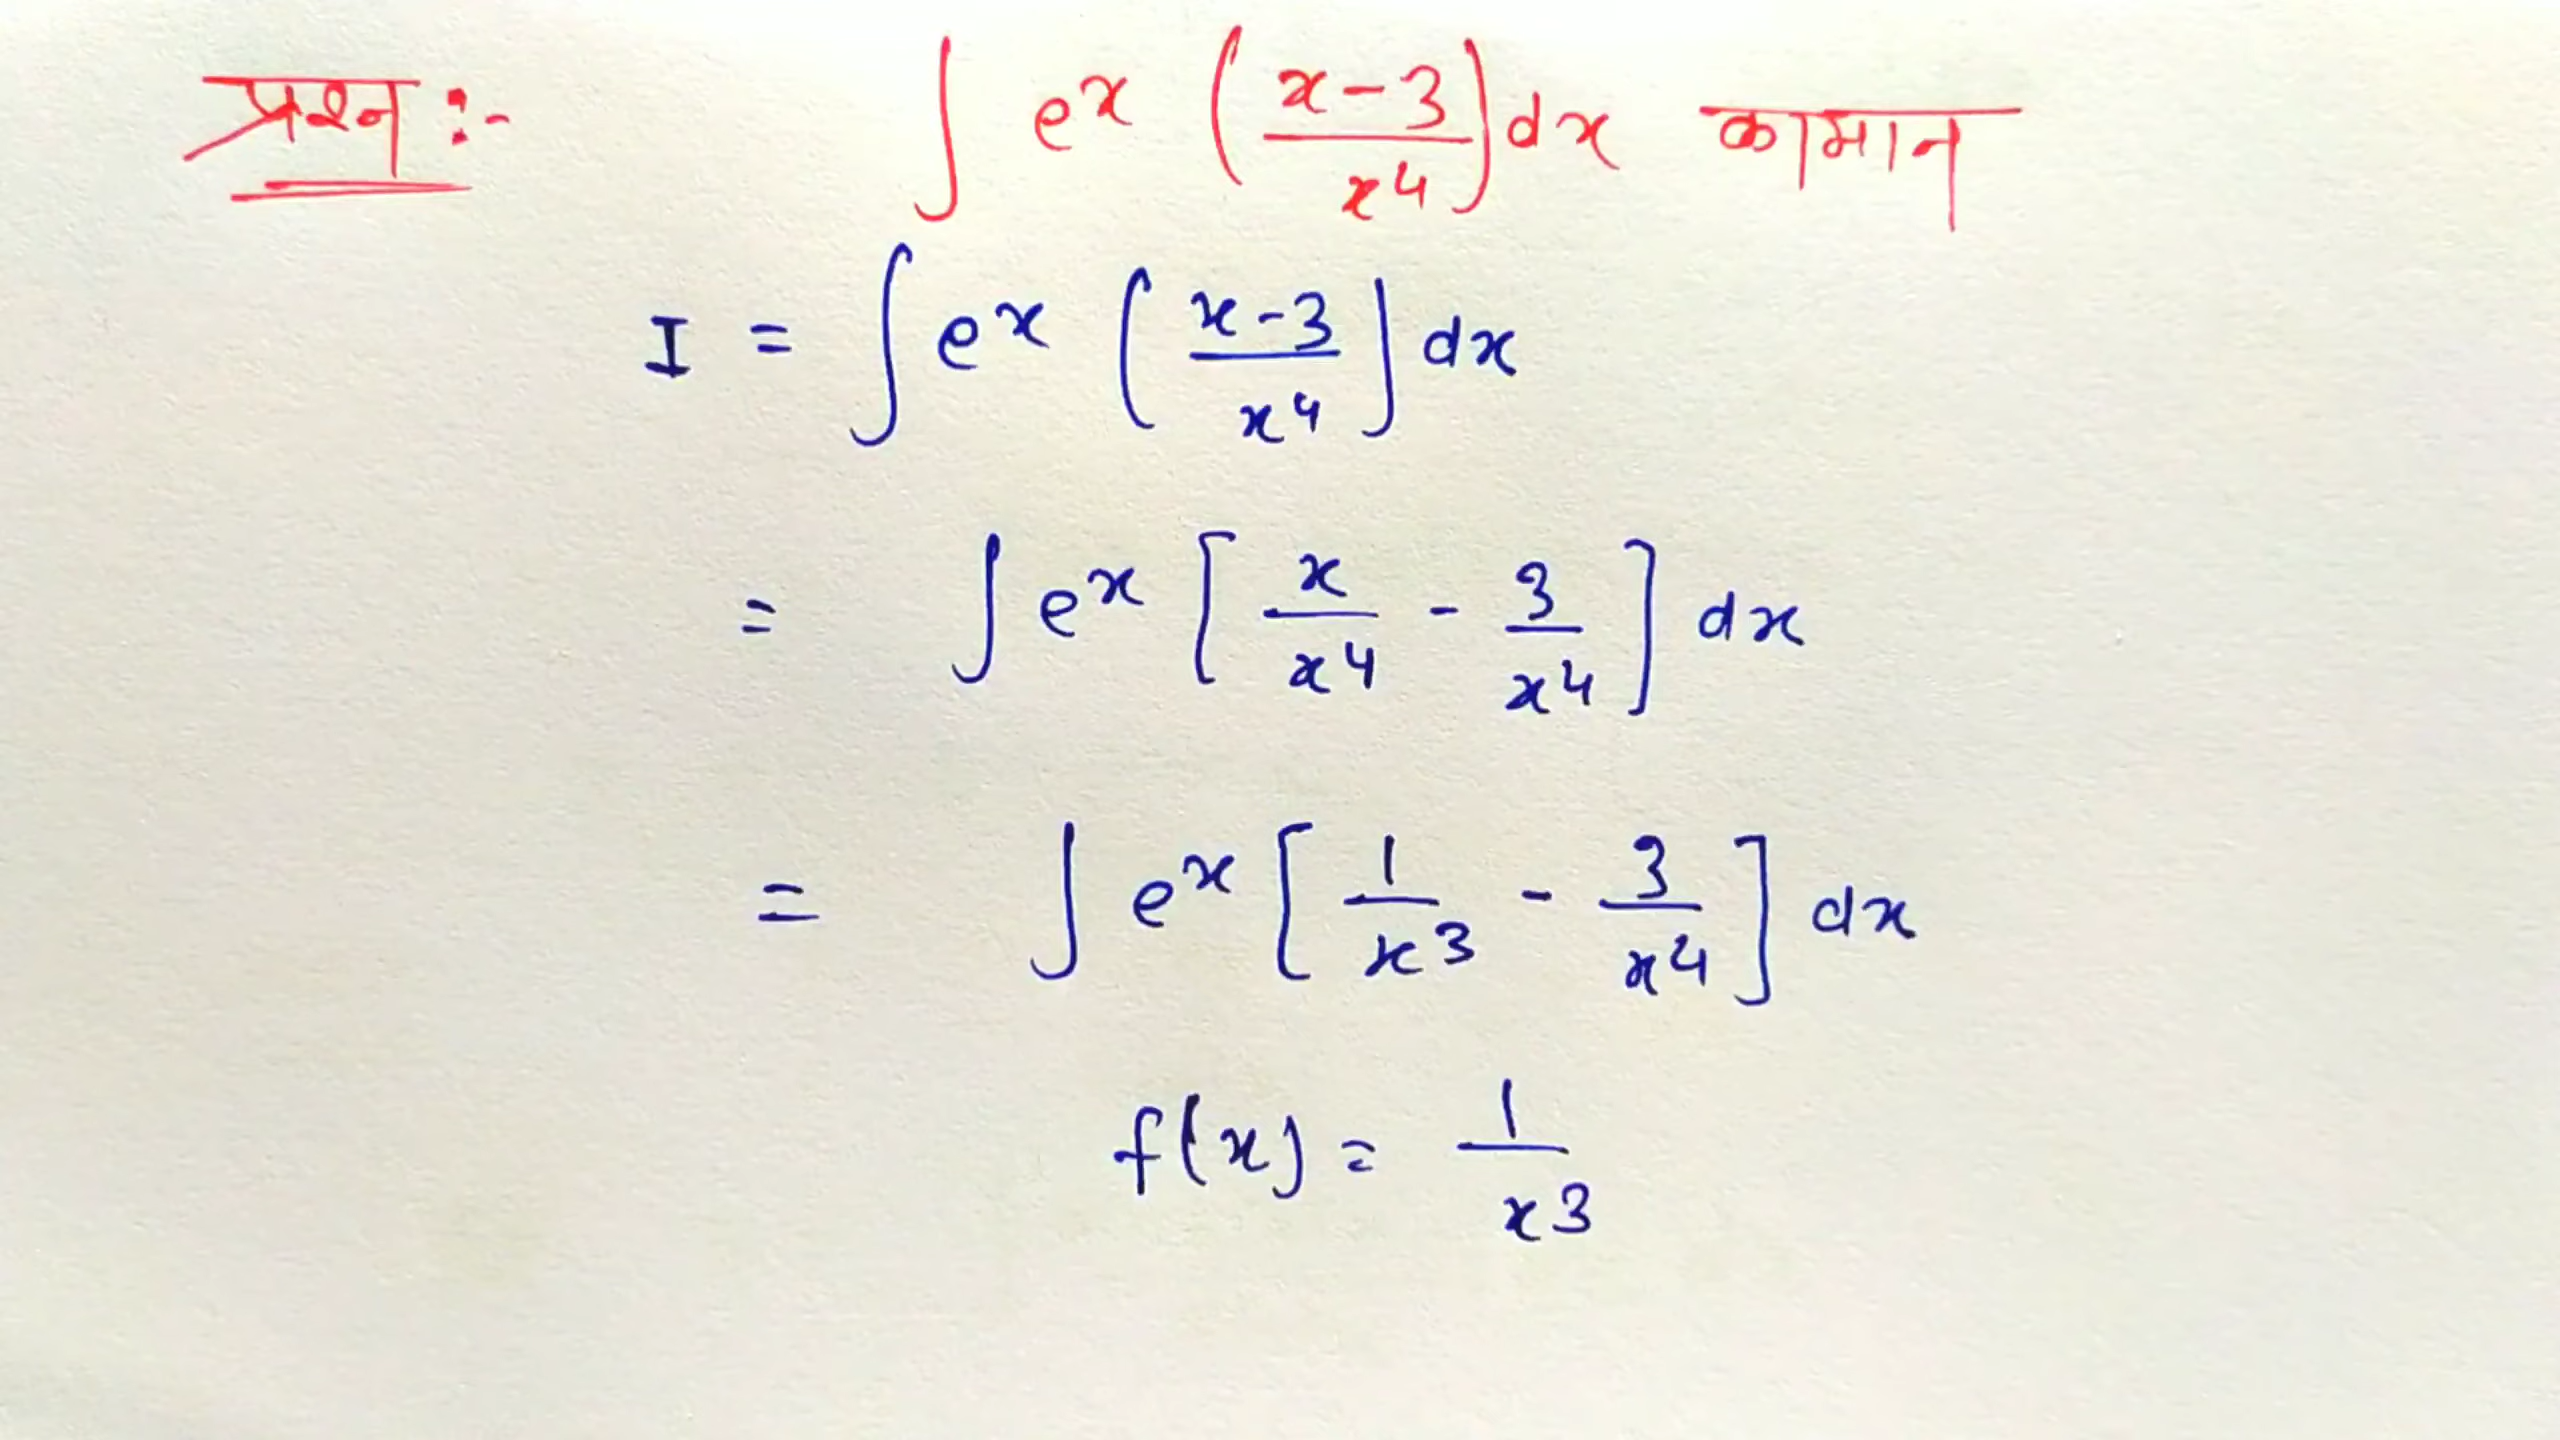 प्रश्न :- ∫ eˣ ((x-3)/x⁴) dx का मान
I = ∫ eˣ ((x-3)/x⁴) dx
= ∫ eˣ [x/x⁴ - 3/x⁴] dx
= ∫ eˣ [1/x³ - 3/x⁴] dx
f(x) = 1/x³